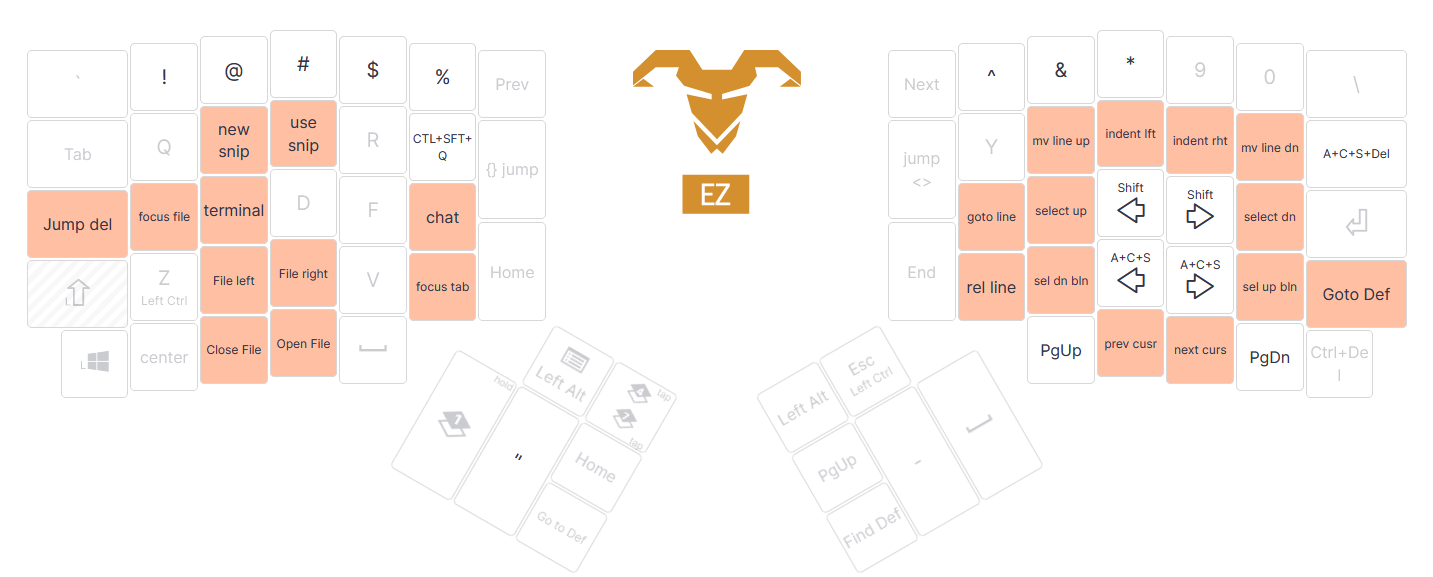 `
!
@
#
$
%
Prev
Next
^
&
*
9
0
\
Tab
Q
new
snip
use
snip
R
CTL+SFT+
Q
{} jump
jump
<>
Y
mv line up
indent lft
indent rht
mv line dn
A+C+S+Del
EZ
Jump del
focus file
terminal
D
F
chat
goto line
select up
Shift
Shift
select dn
Z
Left Ctrl
File left
File right
V
focus tab
Home
End
rel line
sel dn bln
A+C+S
A+C+S
sel up bln
Goto Def
center
Close File
Open File
PgUp
prev cusr
next curs
PgDn
Ctrl+De
l
hold
1
Left Alt
tap
tap
"
Home
Go to Def
Left Alt
Esc
Left Ctrl
PgUp
-
Find Def